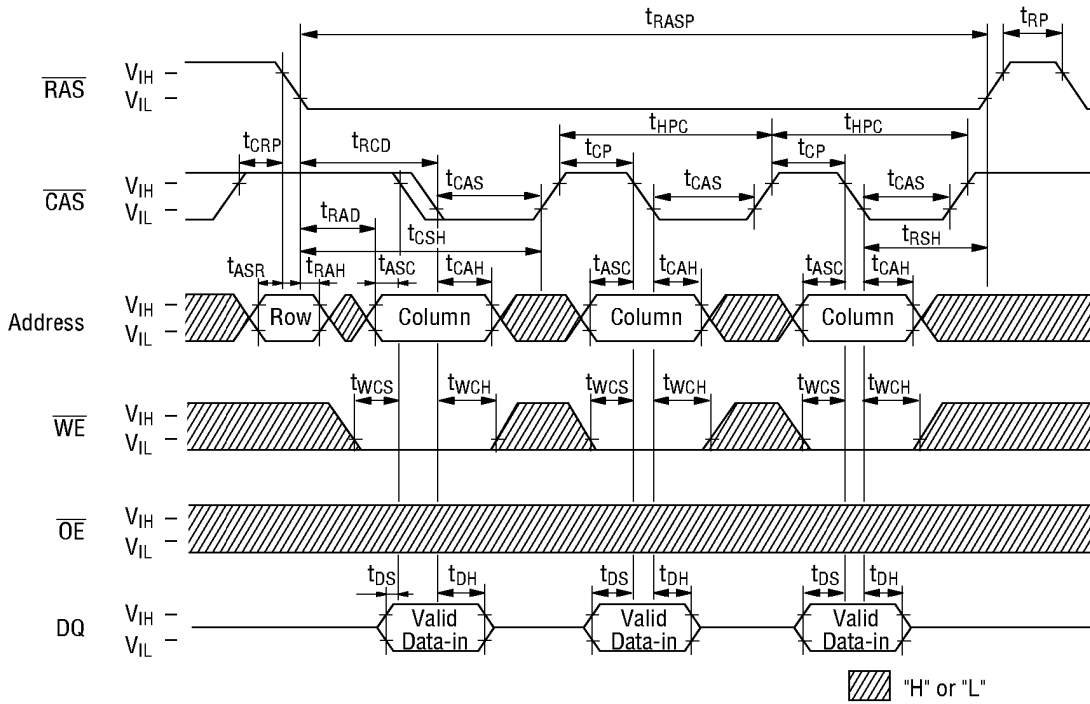 tRASP
tRP
RAS
VIH
VIL
tCRP
tRCD
tHPC
tHPC
tCP
tCP
CAS
VIH
VIL
tCAS
tCAS
tCAS
tRAD
tCSH
tRSH
tASR
tRAH
tASC
tCAH
tASC
tCAH
tASC
tCAH
Address
VIH
VIL
Row
Column
Column
Column
tWCS
tWCH
tWCS
tWCH
tWCS
tWCH
WE
VIH
VIL
OE
VIH
VIL
tDS
tDH
tDS
tDH
tDS
tDH
DQ
VIH
VIL
Valid
Data-in
Valid
Data-in
Valid
Data-in
"H" or "L"